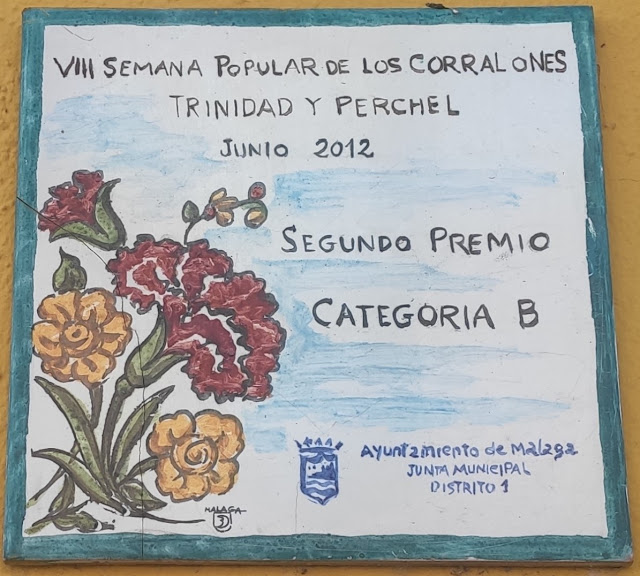 VIII SEMANA POPULAR DE LOS CORRALONES
TRINIDAD Y PERCHEL
JUNIO 2012
SEGUNDO PREMIO
CATEGORIA B
Ayuntamiento de Málaga
JUNTA MUNICIPAL
DISTRITO 1
MALAGA